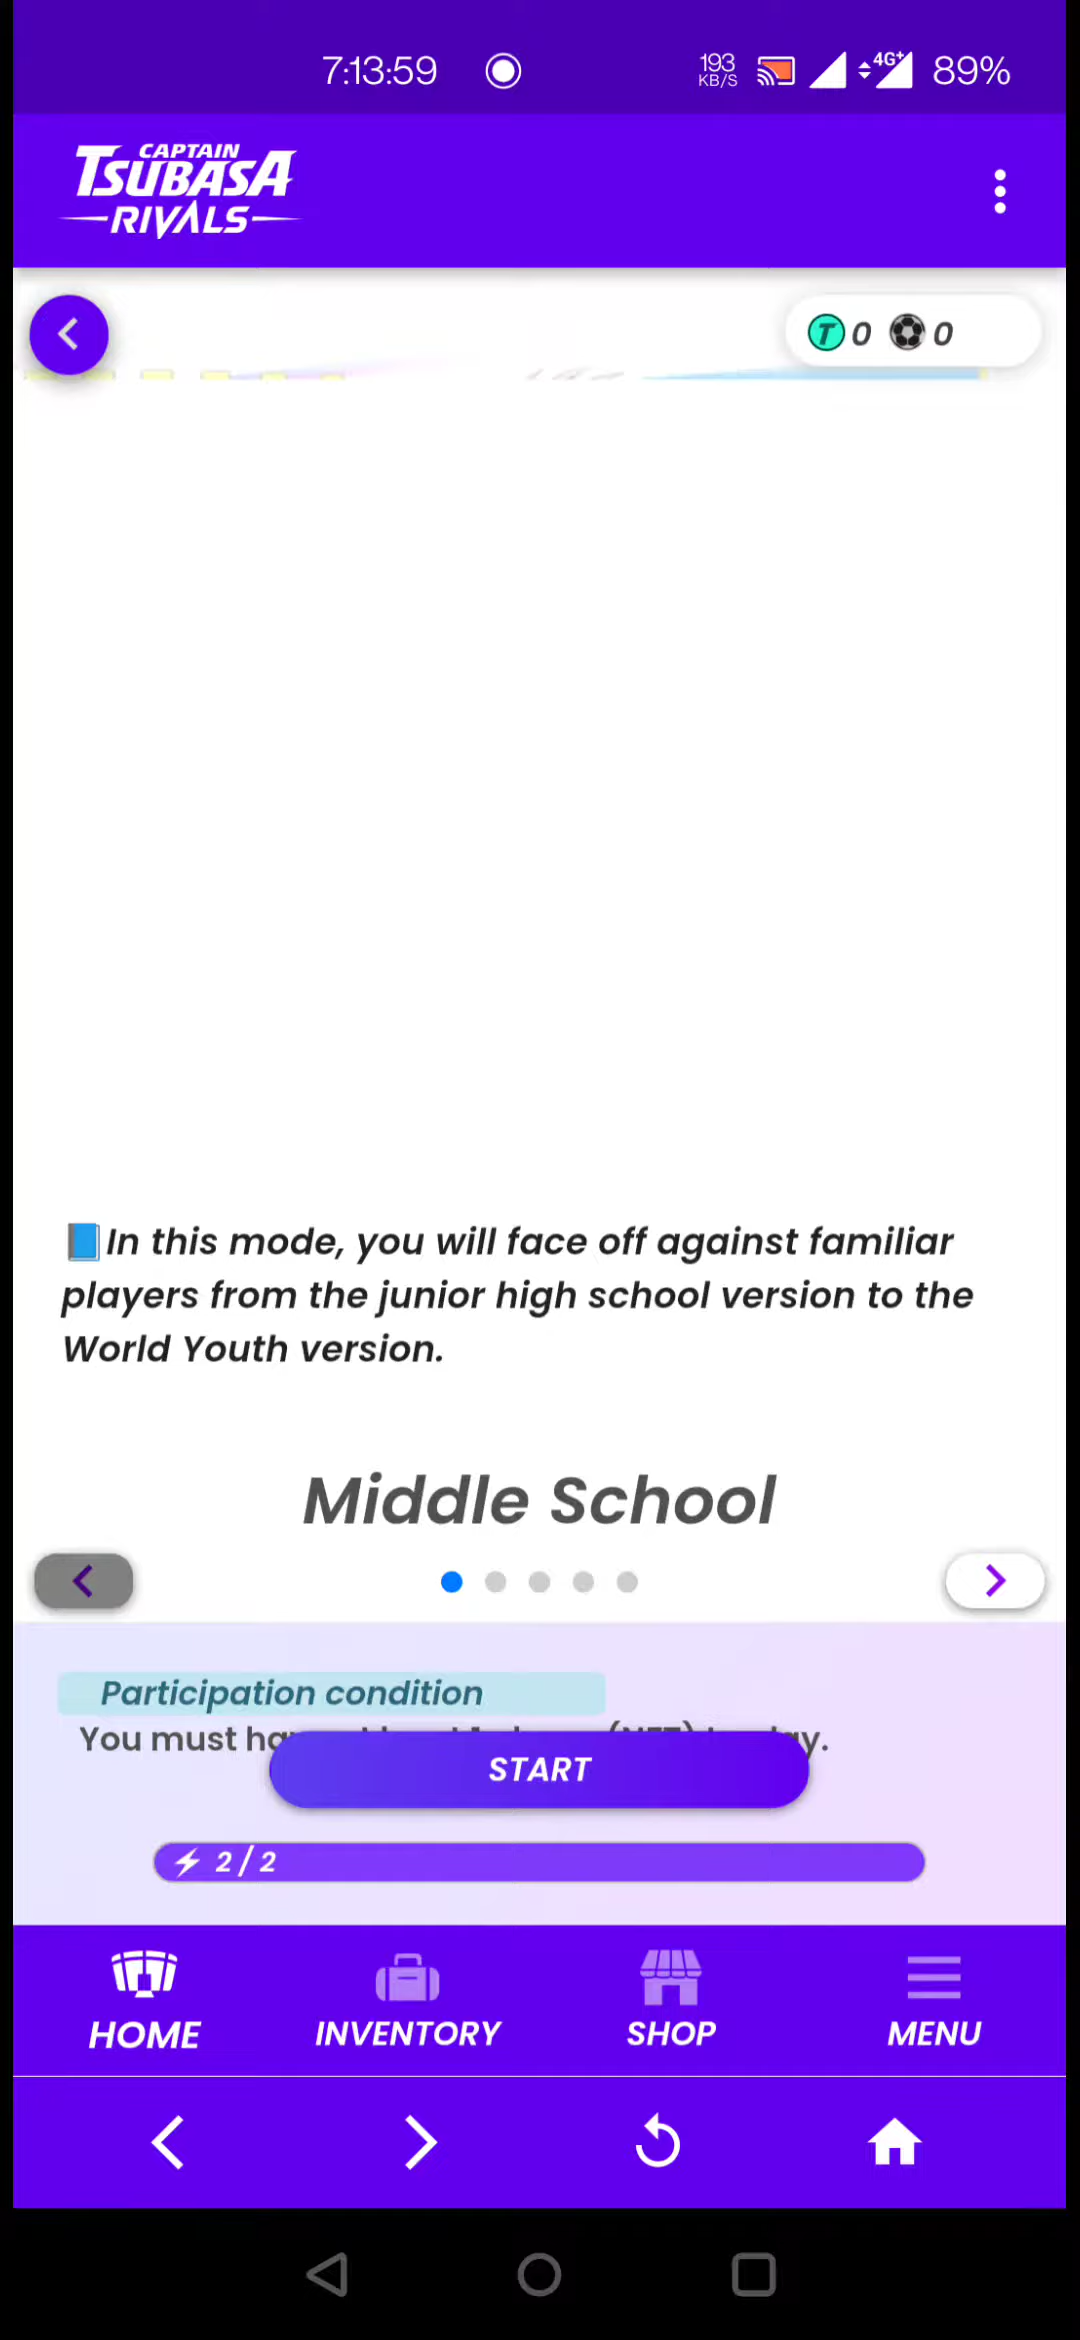 7:13:59
193
KB/S
4G+
89%
CAPTAIN
TSUBASA
RIVALS
T 0 0
📘In this mode, you will face off against familiar
players from the junior high school version to the
World Youth version.
Middle School
Participation condition
You must
START
2 / 2
HOME INVENTORY SHOP MENU